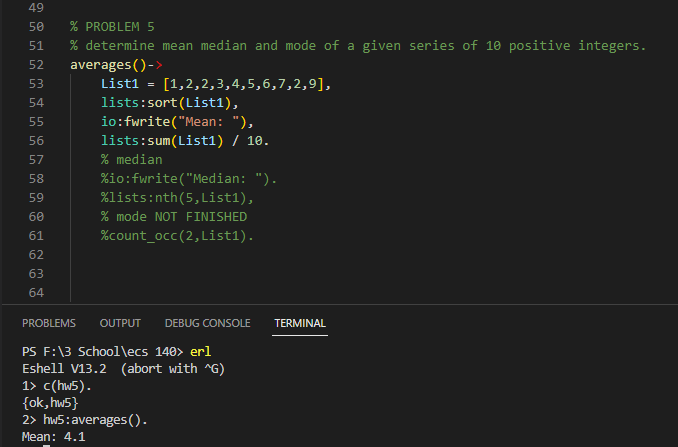 49
50 % PROBLEM 5
51 % determine mean median and mode of a given series of 10 positive integers.
52 averages()->
53 List1 = [1,2,2,3,4,5,6,7,2,9],
54 lists:sort(List1),
55 io:fwrite("Mean: "),
56 lists:sum(List1) / 10.
57 % median
58 %io:fwrite("Median: ").
59 %lists:nth(5,List1),
60 % mode NOT FINISHED
61 %count_occ(2,List1).
62
63
64
PROBLEMS OUTPUT DEBUG CONSOLE TERMINAL
PS F:\3 School\ecs 140> erl
Eshell V13.2 (abort with ^G)
1> c(hw5).
{ok,hw5}
2> hw5:averages().
Mean: 4.1